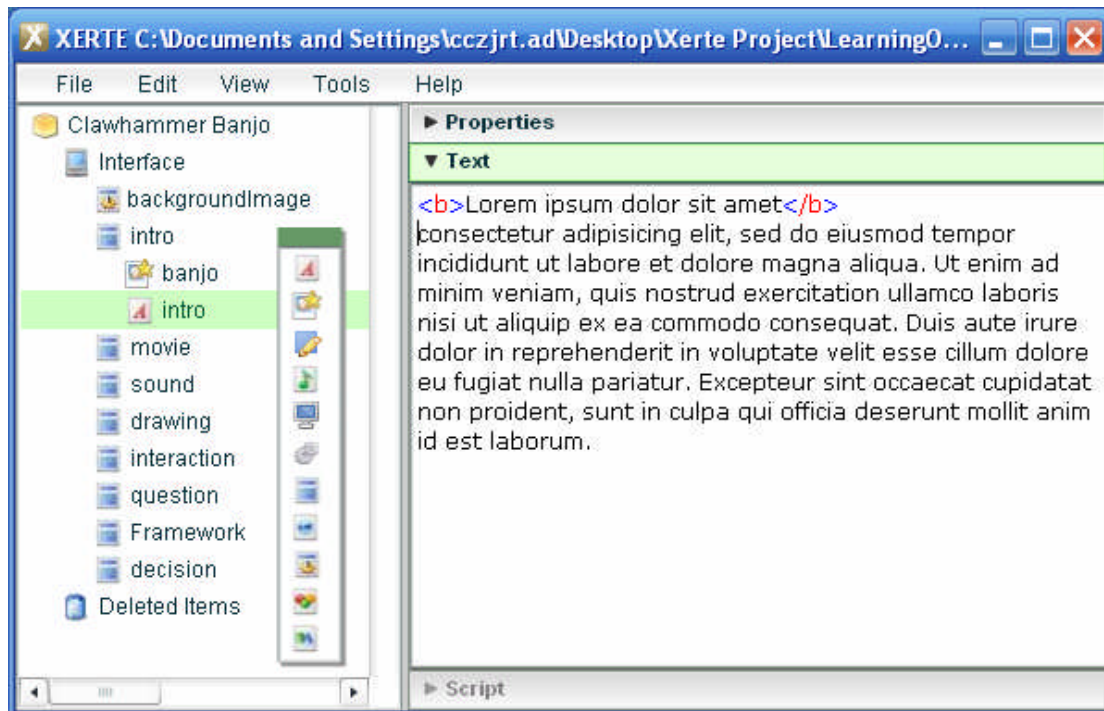 XERTE C:\Documents and Settings\cczjrt.ad\Desktop\Xerte Project\LearningO...
File Edit View Tools Help
Clawhammer Banjo
Interface
backgroundImage
intro
banjo
intro
movie
sound
drawing
interaction
question
Framework
decision
Deleted Items
Properties
Text
<b>Lorem ipsum dolor sit amet</b>
consectetur adipisicing elit, sed do eiusmod tempor
incididunt ut labore et dolore magna aliqua. Ut enim ad
minim veniam, quis nostrud exercitation ullamco laboris
nisi ut aliquip ex ea commodo consequat. Duis aute irure
dolor in reprehenderit in voluptate velit esse cillum dolore
eu fugiat nulla pariatur. Excepteur sint occaecat cupidatat
non proident, sunt in culpa qui officia deserunt mollit anim
id est laborum.
Script